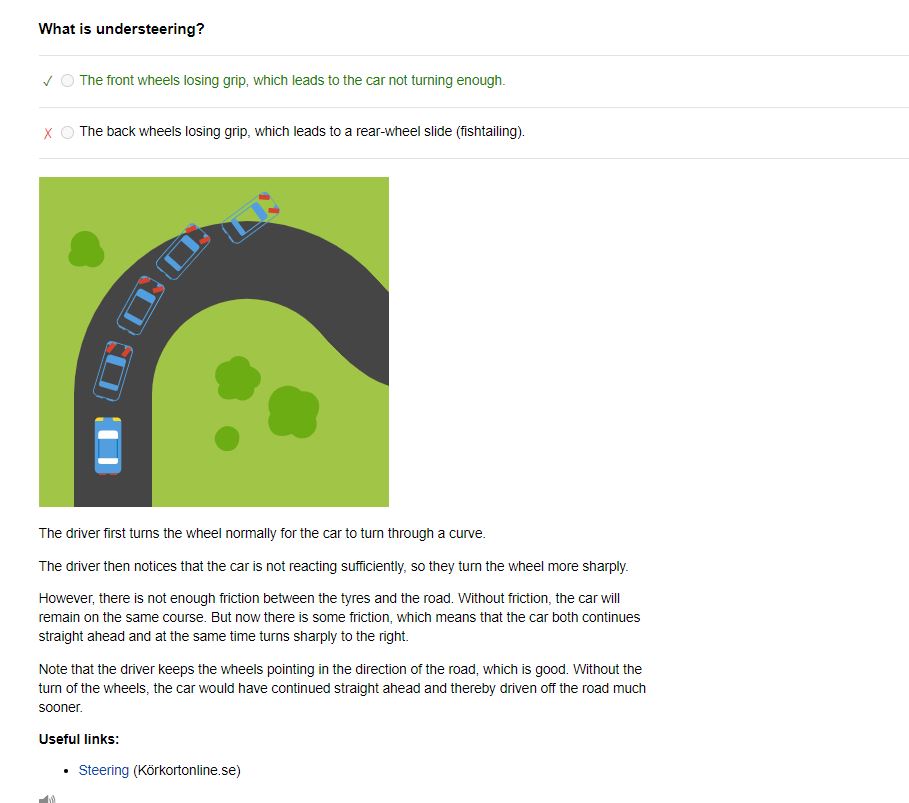 What is understeering?
✓ The front wheels losing grip, which leads to the car not turning enough.
X The back wheels losing grip, which leads to a rear-wheel slide (fishtailing).
The driver first turns the wheel normally for the car to turn through a curve.
The driver then notices that the car is not reacting sufficiently, so they turn the wheel more sharply.
However, there is not enough friction between the tyres and the road. Without friction, the car will
remain on the same course. But now there is some friction, which means that the car both continues
straight ahead and at the same time turns sharply to the right.
Note that the driver keeps the wheels pointing in the direction of the road, which is good. Without the
turn of the wheels, the car would have continued straight ahead and thereby driven off the road much
sooner.
Useful links:
• Steering (Körkortonline.se)